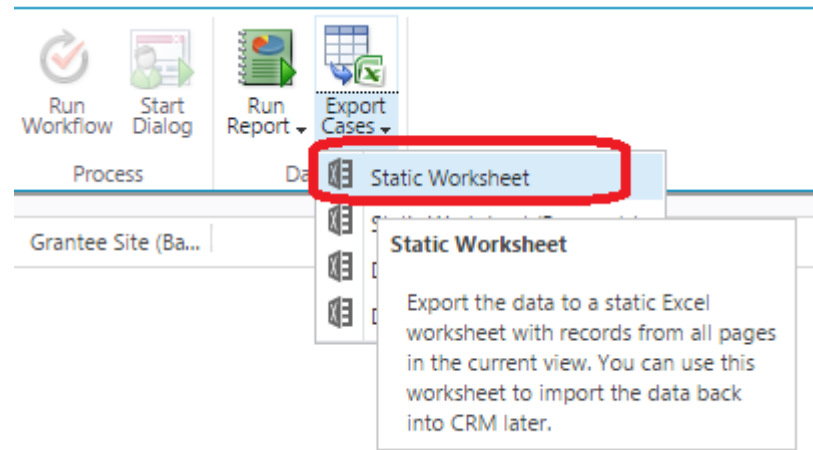 Run Workflow
Start Dialog
Run Report
Export Cases
Process
Da
Static Worksheet
Grantee Site (Ba...
Static Worksheet
Export the data to a static Excel
worksheet with records from all pages
in the current view. You can use this
worksheet to import the data back
into CRM later.